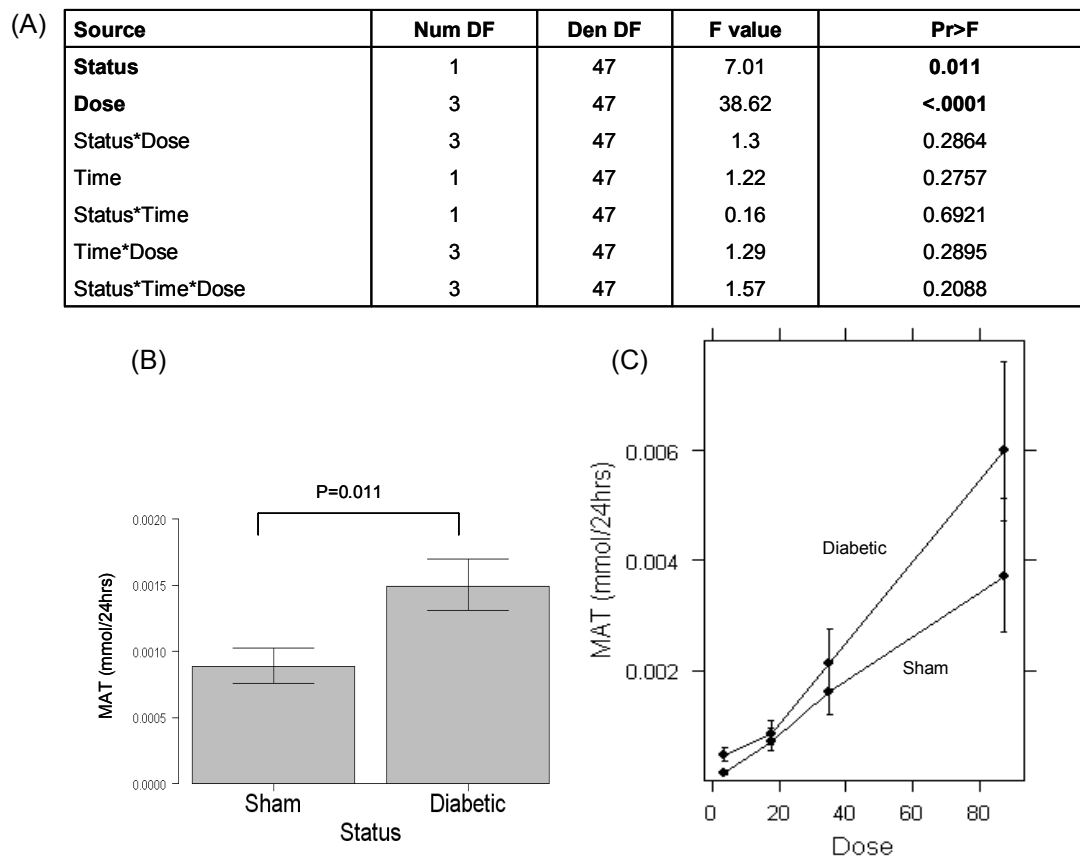 (A)
Source Num DF Den DF F value Pr>F
Status 1 47 7.01 0.011
Dose 3 47 38.62 <.0001
Status*Dose 3 47 1.3 0.2864
Time 1 47 1.22 0.2757
Status*Time 1 47 0.16 0.6921
Time*Dose 3 47 1.29 0.2895
Status*Time*Dose 3 47 1.57 0.2088
(B)
P=0.011
MAT (mmol/24hrs)
0.0020
0.0015
0.0010
0.0005
0.0000
Sham Diabetic
Status
(C)
MAT (mmol/24hrs)
0.006
0.004
0.002
Diabetic
Sham
0 20 40 60 80
Dose